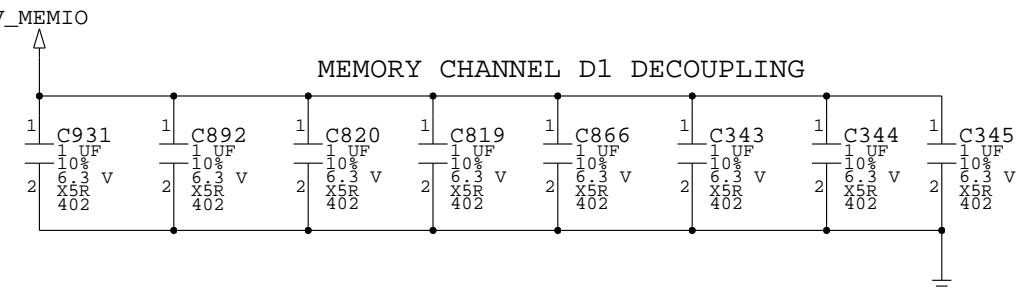 V_MEMIO
MEMORY CHANNEL D1 DECOUPLING
1 C931
1 UF
10%
6.3 V
2 X5R
402
1 C892
1 UF
10%
6.3 V
2 X5R
402
1 C820
1 UF
10%
6.3 V
2 X5R
402
1 C819
1 UF
10%
6.3 V
2 X5R
402
1 C866
1 UF
10%
6.3 V
2 X5R
402
1 C343
1 UF
10%
6.3 V
2 X5R
402
1 C344
1 UF
10%
6.3 V
2 X5R
402
1 C345
1 UF
10%
6.3 V
2 X5R
402